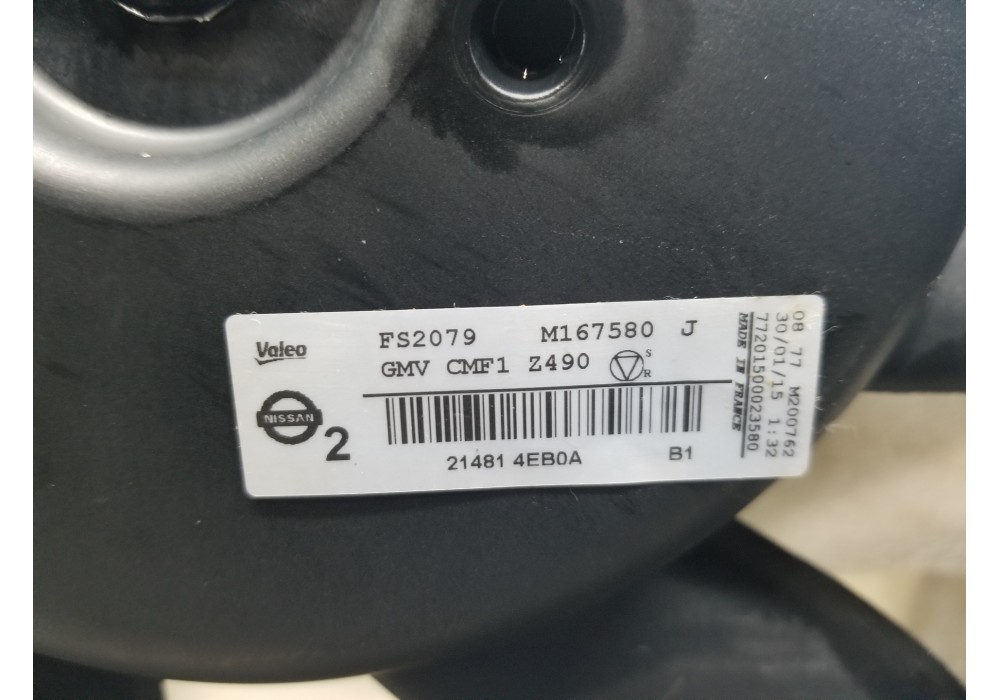 Valeo
FS2079 M167580 J
GMV CMF1 Z490
S
R
NISSAN
2
21481 4EB0A B1
MADE IN FRANCE
77201500023580
30/01/15 1:32
08 77 M200762